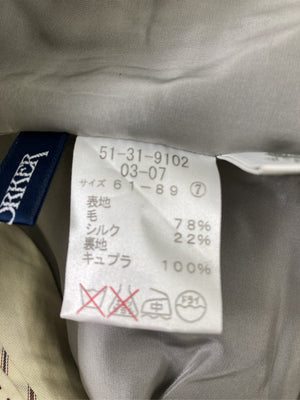 ORKER
51-31-9102
03-07
サイズ 61-89 ⑦
表地
毛 78%
シルク 22%
裏地
キュプラ 100%
ドライ